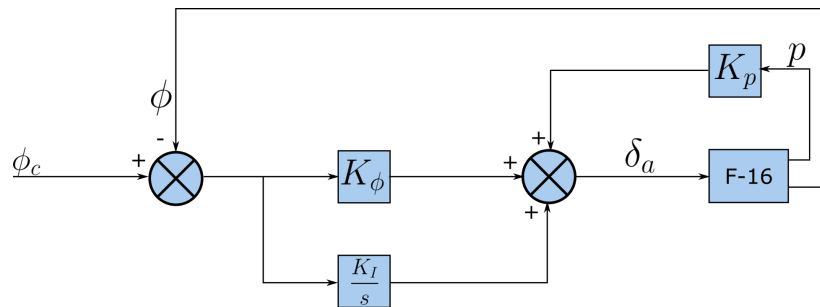 K_p
p
ϕ
-
+
ϕ_c
+
+
K_ϕ
δ_a
F-16
+
K_I
s